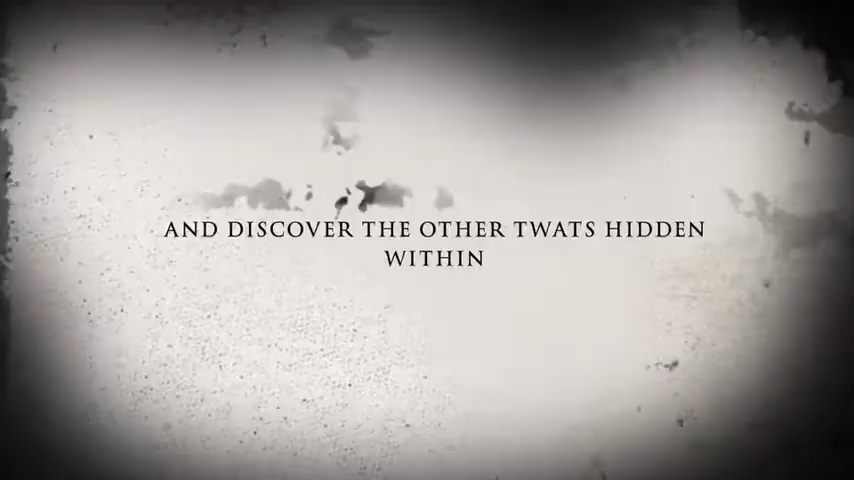 AND DISCOVER THE OTHER TWATS HIDDEN
WITHIN